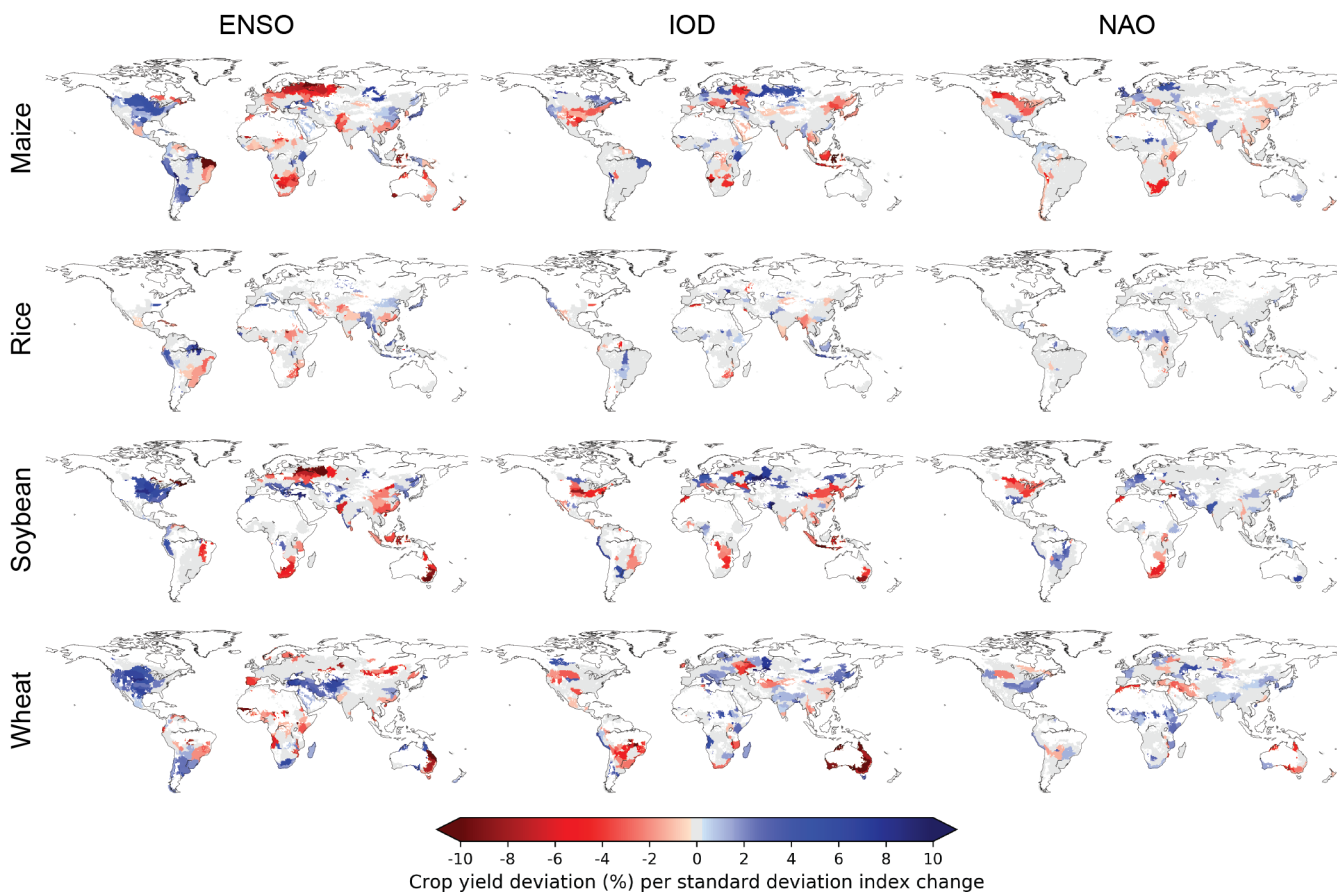 ENSO IOD NAO
Maize
Rice
Soybean
Wheat
-10 -8 -6 -4 -2 0 2 4 6 8 10
Crop yield deviation (%) per standard deviation index change